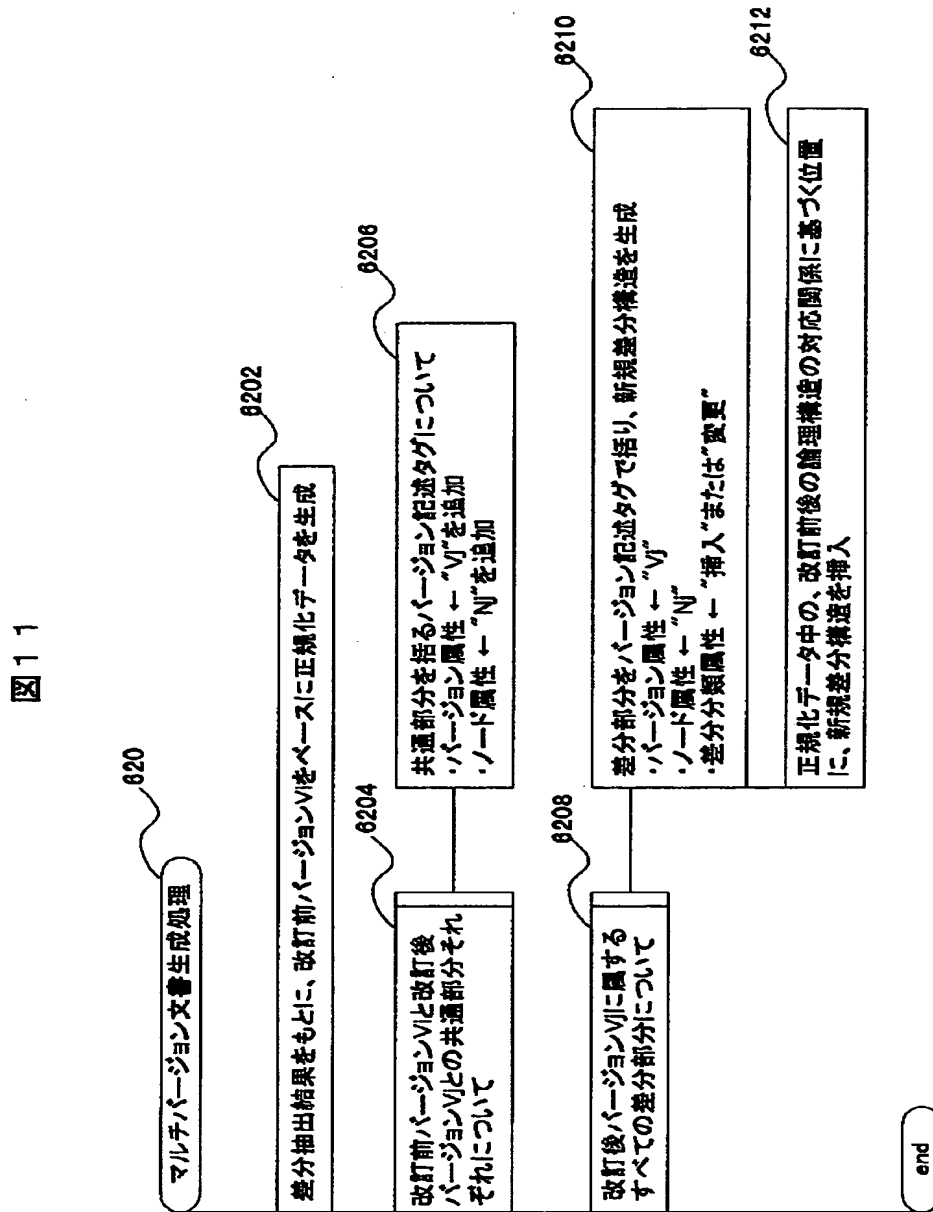 図11
620
マルチバージョン文書生成処理
6202
差分抽出結果をもとに、改訂前バージョンViをベースに正規化データを生成
6204
改訂前バージョンViと改訂後
バージョンVjとの共通部分それ
ぞれについて
6206
共通部分を括るバージョン記述タグについて
・バージョン属性 ← "Vj"を追加
・ノード属性 ← "Nj"を追加
6208
改訂後バージョンVjに属する
すべての差分部分について
6210
差分部分をバージョン記述タグで括り、新規差分構造を生成
・バージョン属性 ← "Vj"
・ノード属性 ← "Nj"
・差分分類属性 ← "挿入"または"変更"
6212
正規化データ中の、改訂前後の論理構造の対応関係に基づく位置
に、新規差分構造を挿入
end